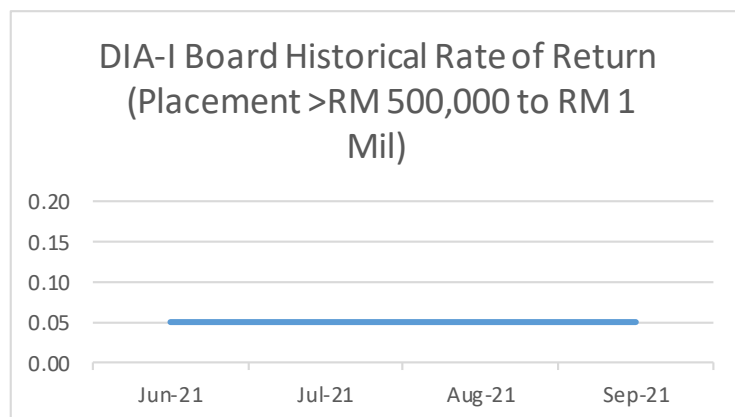 DIA-I Board Historical Rate of Return
(Placement >RM 500,000 to RM 1
Mil)
0.20
0.15
0.10
0.05
0.00
Jun-21 Jul-21 Aug-21 Sep-21